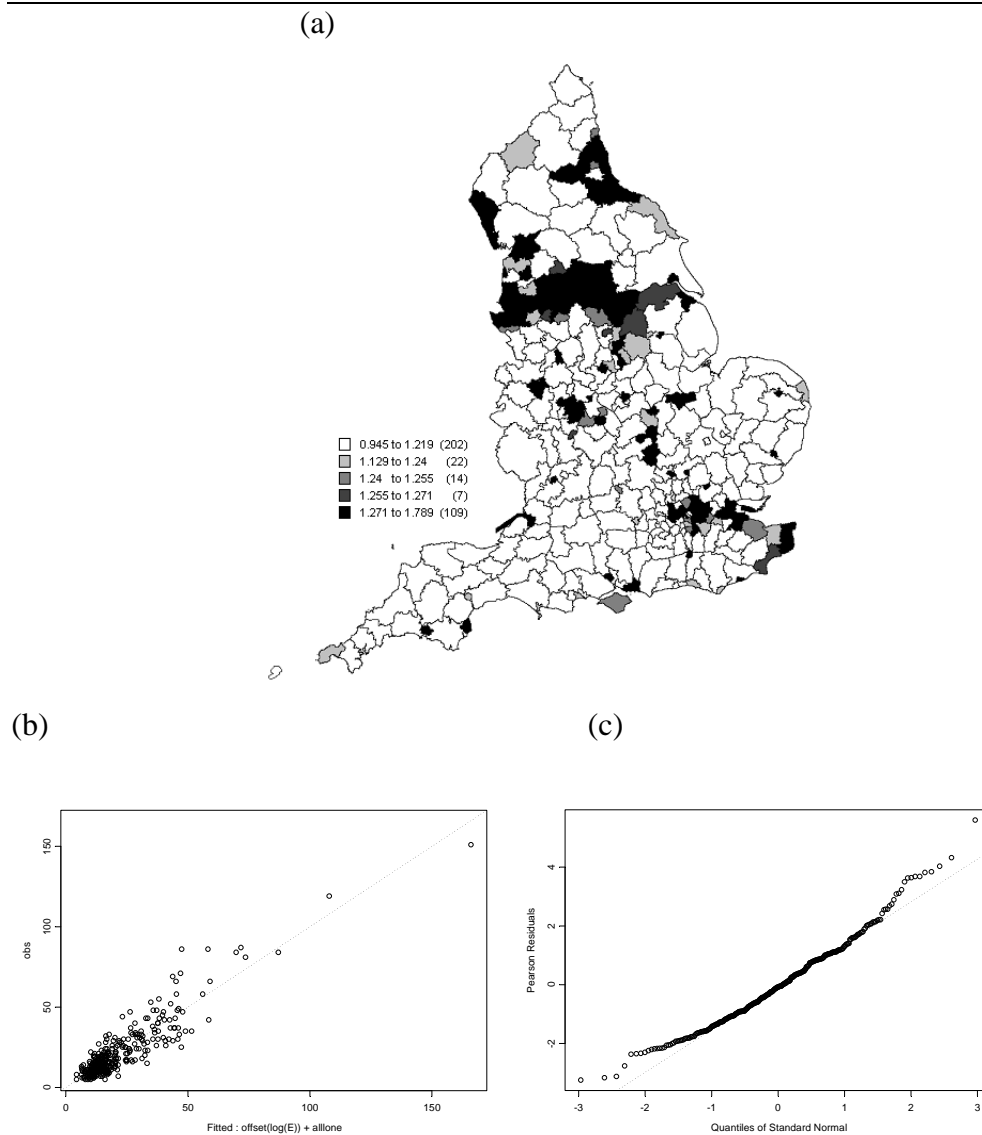 (a)
0.945 to 1.219 (202)
1.129 to 1.24 (22)
1.24 to 1.255 (14)
1.255 to 1.271 (7)
1.271 to 1.789 (109)
(b)
(c)
150
100
50
0
obs
0
50
100
150
Fitted : offset(log(E)) + alllone
4
2
0
-2
Pearson Residuals
-3
-2
-1
0
1
2
3
Quantiles of Standard Normal